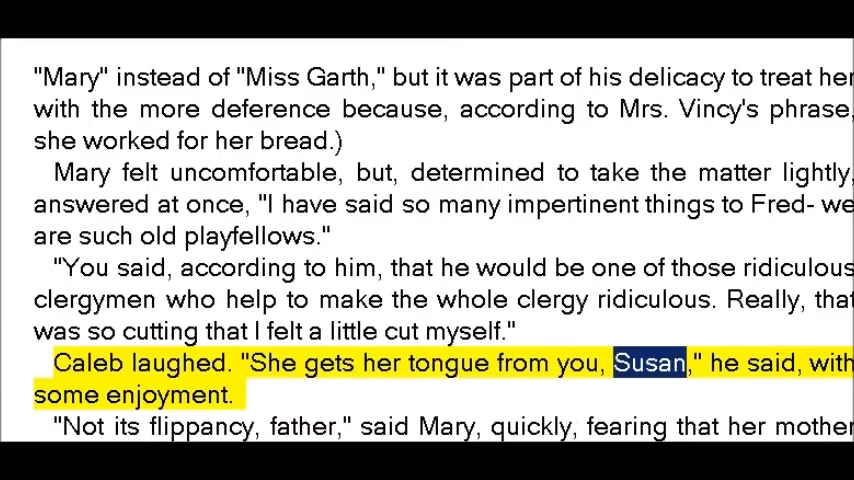 "Mary" instead of "Miss Garth," but it was part of his delicacy to treat her
with the more deference because, according to Mrs. Vincy's phrase,
she worked for her bread.)
Mary felt uncomfortable, but, determined to take the matter lightly,
answered at once, "I have said so many impertinent things to Fred- we
are such old playfellows."
"You said, according to him, that he would be one of those ridiculous
clergymen who help to make the whole clergy ridiculous. Really, that
was so cutting that I felt a little cut myself."
Caleb laughed. "She gets her tongue from you, Susan," he said, with
some enjoyment.
"Not its flippancy, father," said Mary, quickly, fearing that her mother